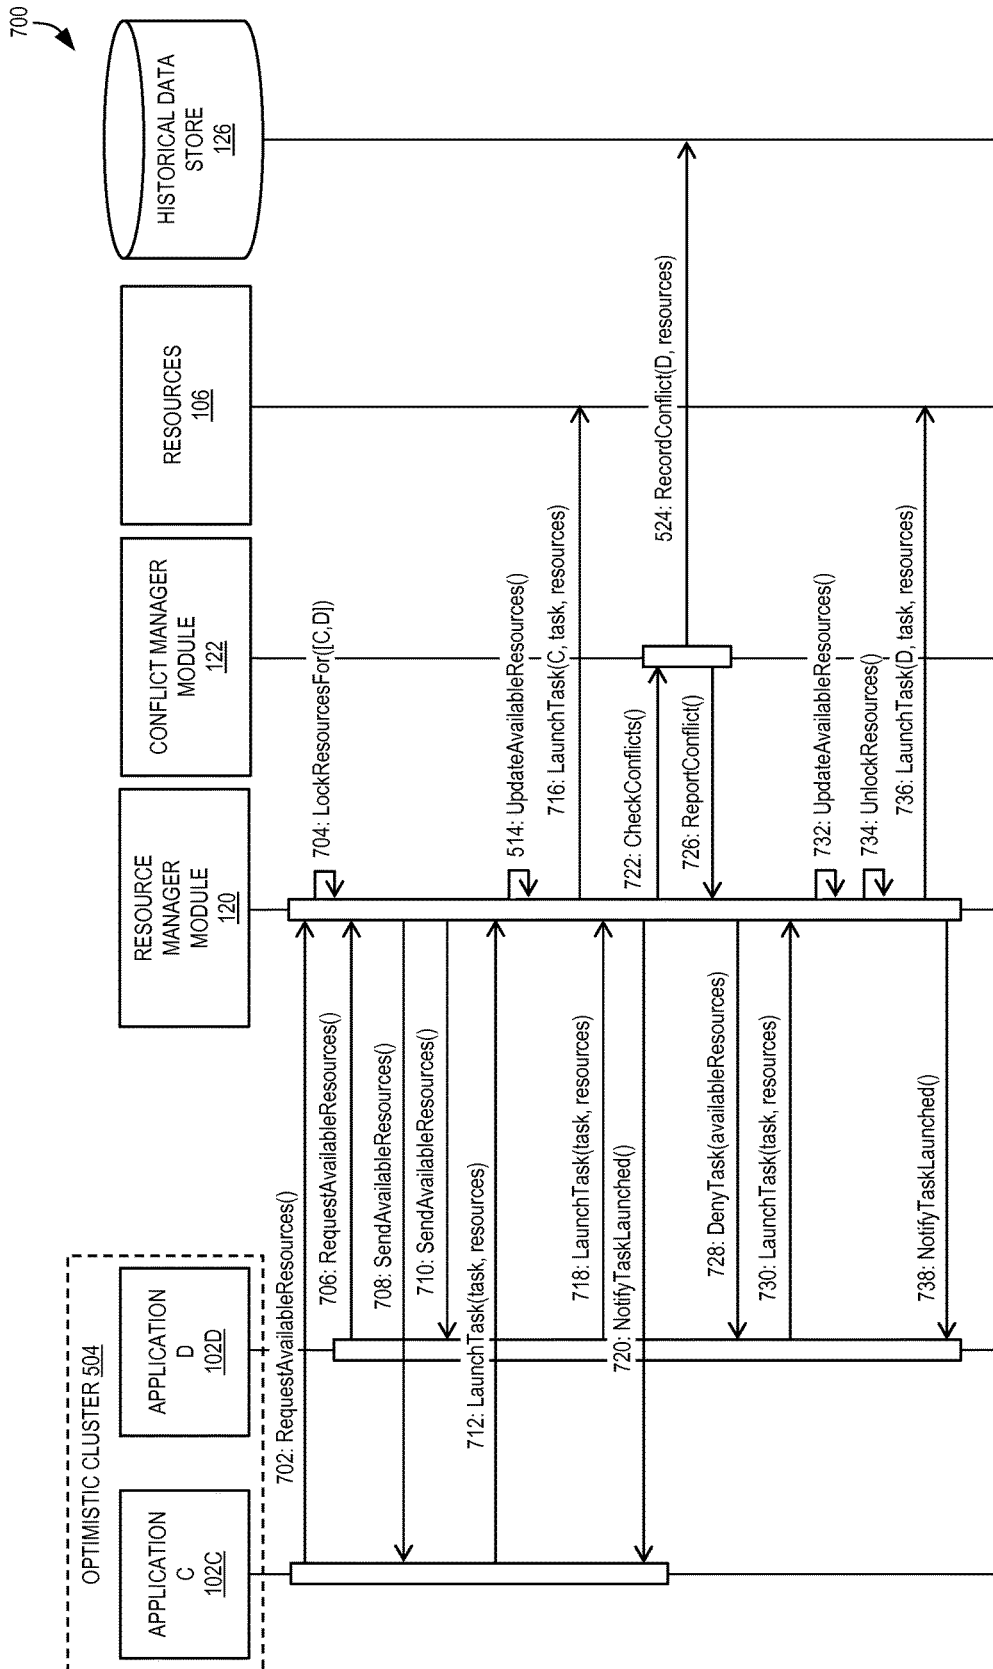 700
OPTIMISTIC CLUSTER 504
APPLICATION
C
102C
APPLICATION
D
102D
RESOURCE
MANAGER
MODULE
120
CONFLICT MANAGER
MODULE
122
RESOURCES
106
HISTORICAL DATA
STORE
126
702: RequestAvailableResources()
704: LockResourcesFor([C,D])
706: RequestAvailableResources()
708: SendAvailableResources()
710: SendAvailableResources()
712: LaunchTask(task, resources)
514: UpdateAvailableResources()
716: LaunchTask(C, task, resources)
718: LaunchTask(task, resources)
720: NotifyTaskLaunched()
722: CheckConflicts()
524: RecordConflict(D, resources)
726: ReportConflict()
728: DenyTask(availableResources)
730: LaunchTask(task, resources)
732: UpdateAvailableResources()
734: UnlockResources()
736: LaunchTask(D, task, resources)
738: NotifyTaskLaunched()